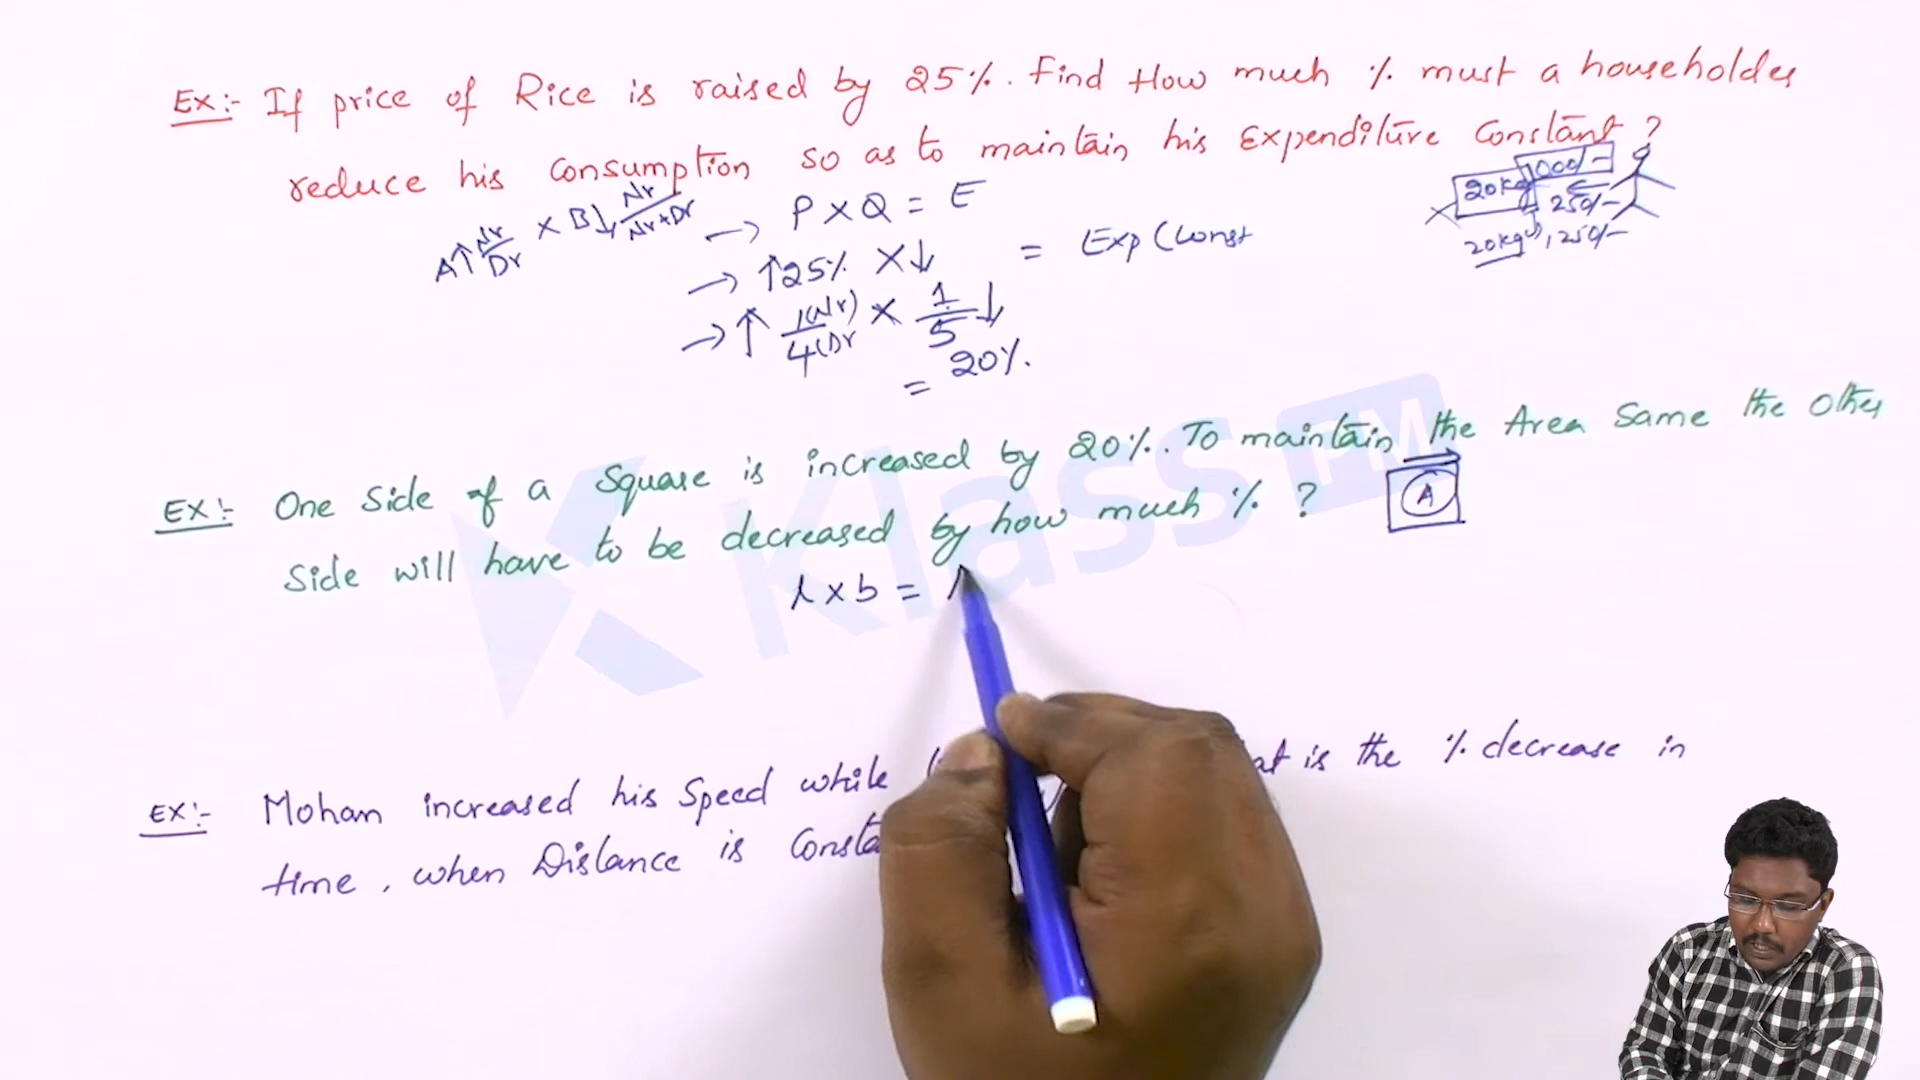 Ex:- If price of Rice is raised by 25%. Find How much % must a householder
reduce his consumption so as to maintain his Expenditure Constant?
A↑ Nr/Dr × B↓ Nr/Nr+Dr
→ P × Q = E
→ ↑25% × ↓ = Exp (Const
→ ↑ 1(Nr)/4(Dr × 1/5 ↓
= 20%.
1000/-
20kg
250/-
20kg), 1250/-
Klass
EX:- One Side of a Square is increased by 20%. To maintain the Area Same the other
Side will have to be decreased by how much %?
A
l × b =
EX:- Mohan increased his Speed while is the % decrease in
time, when Distance is